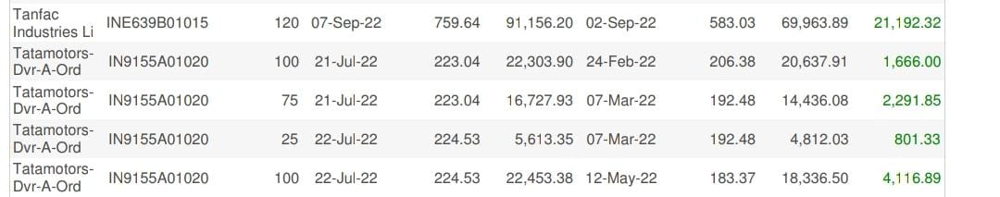 Tanfac
Industries Li INE639B01015 120 07-Sep-22 759.64 91,156.20 02-Sep-22 583.03 69,963.89 21,192.32
Tatamotors-
Dvr-A-Ord IN9155A01020 100 21-Jul-22 223.04 22,303.90 24-Feb-22 206.38 20,637.91 1,666.00
Tatamotors-
Dvr-A-Ord IN9155A01020 75 21-Jul-22 223.04 16,727.93 07-Mar-22 192.48 14,436.08 2,291.85
Tatamotors-
Dvr-A-Ord IN9155A01020 25 22-Jul-22 224.53 5,613.35 07-Mar-22 192.48 4,812.03 801.33
Tatamotors-
Dvr-A-Ord IN9155A01020 100 22-Jul-22 224.53 22,453.38 12-May-22 183.37 18,336.50 4,116.89